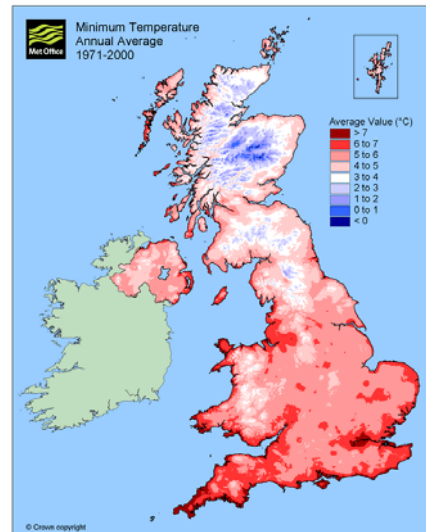 Met Office
Minimum Temperature
Annual Average
1971-2000
Average Value (°C)
> 7
6 to 7
5 to 6
4 to 5
3 to 4
2 to 3
1 to 2
0 to 1
< 0
© Crown copyright